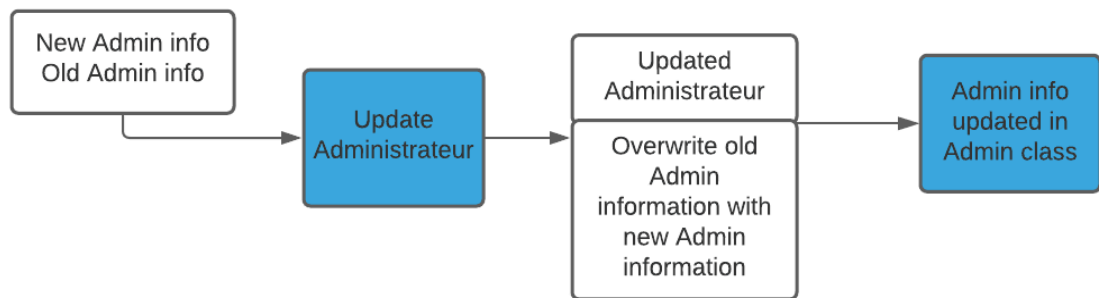 New Admin info
Old Admin info
Update
Administrateur
Updated
Administrateur
Overwrite old
Admin
information with
new Admin
information
Admin info
updated in
Admin class